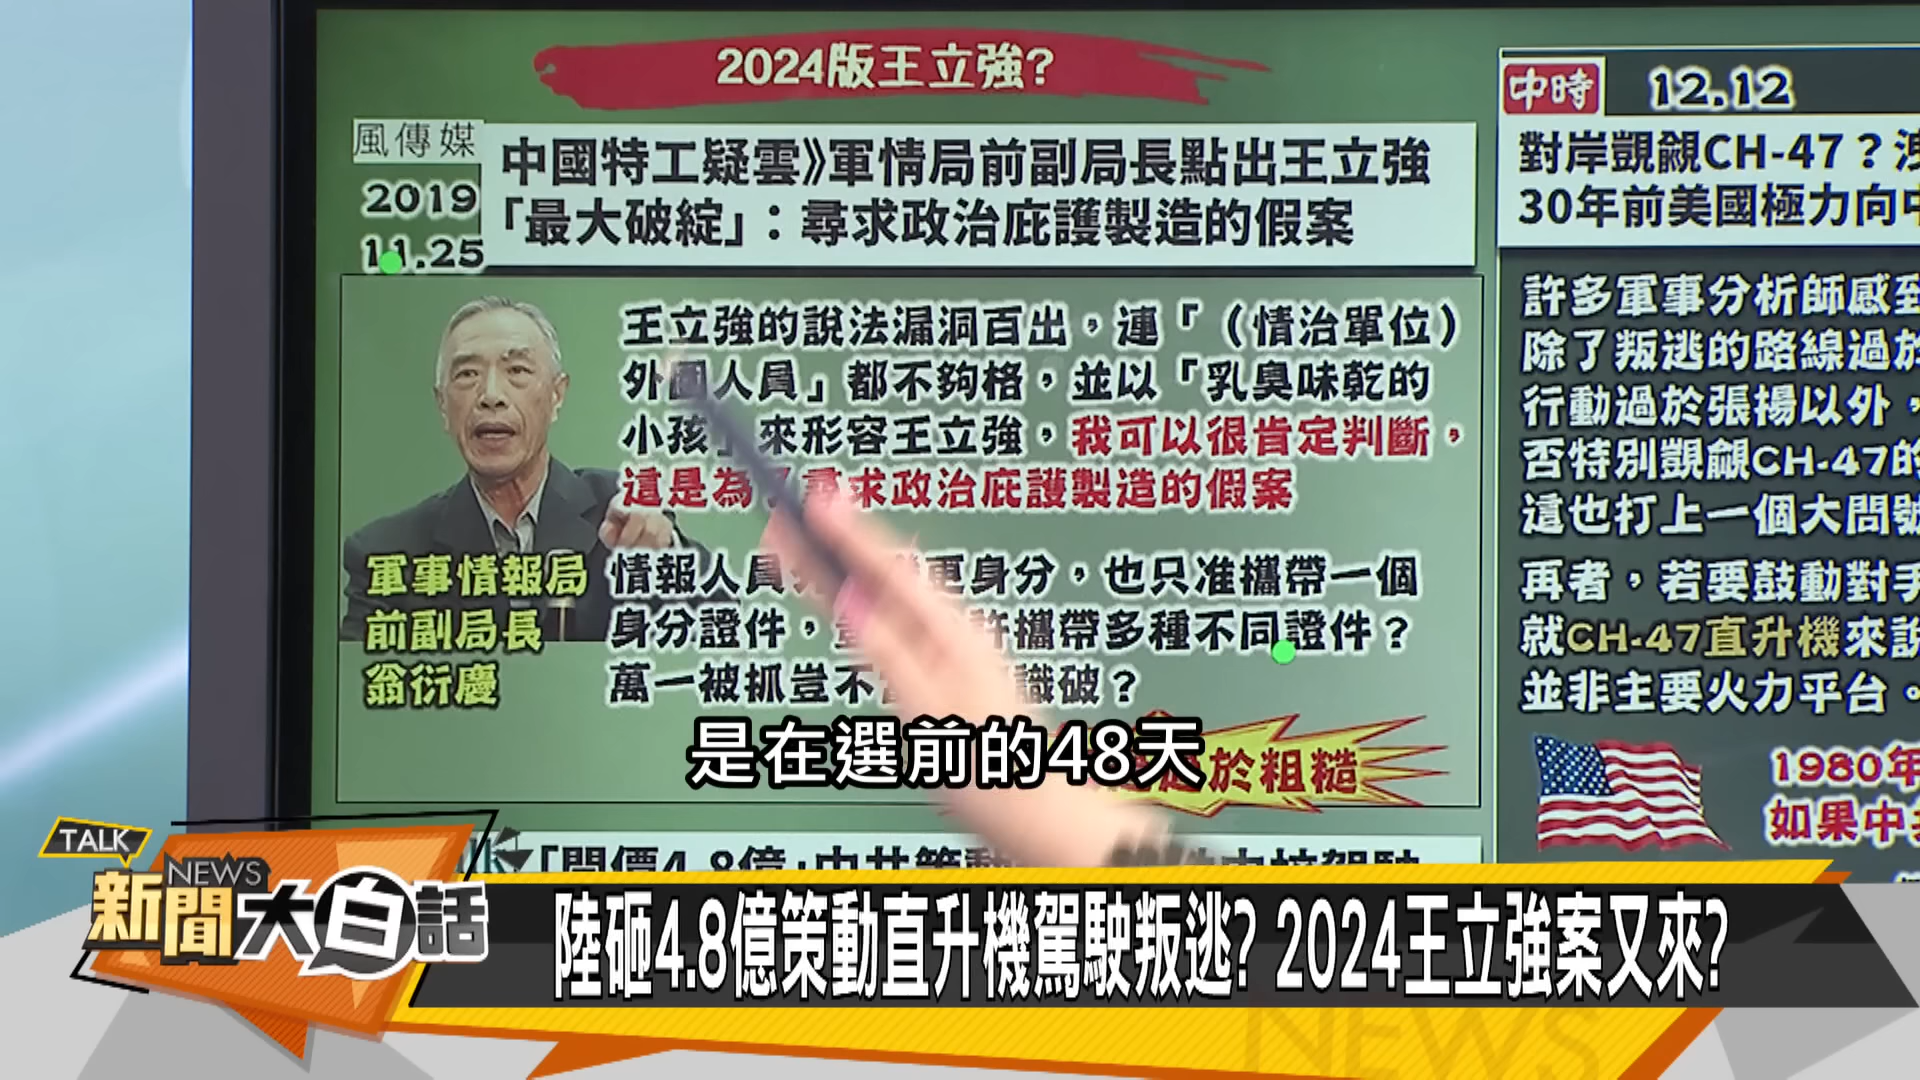 2024版王立強?
風傳媒
2019
11.25
中國特工疑雲》軍情局前副局長點出王立強
「最大破綻」：尋求政治庇護製造的假案
王立強的說法漏洞百出，連「（情治單位）
外圍人員」都不夠格，並以「乳臭味乾的
小孩」來形容王立強，我可以很肯定判斷，
這是為了尋求政治庇護製造的假案
軍事情報局
前副局長
翁衍慶
情報人員 更身分，也只准攜帶一個
身分證件， 許攜帶多種不同證件？
萬一被抓豈不 識破？
過於粗糙
中時
12.12
對岸覬覦CH-47？洩
30年前美國極力向中
許多軍事分析師感到
除了叛逃的路線過於
行動過於張揚以外，
否特別覬覦CH-47的
這也打上一個大問號
再者，若要鼓動對手
就CH-47直升機來說
並非主要火力平台。
1980年
如果中共
是在選前的48天
「開價4.8億」中共策動
TALK
NEWS
新聞大白話
陸砸4.8億策動直升機駕駛叛逃? 2024王立強案又來?
NEWS